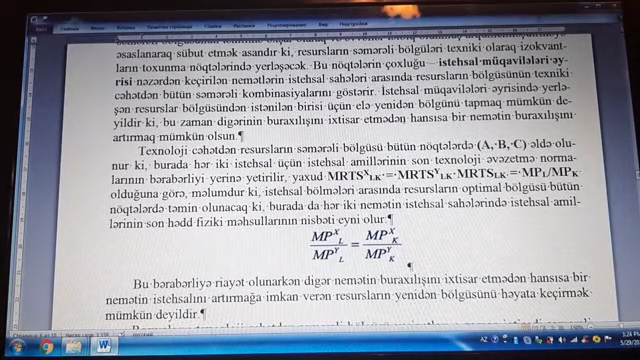 əsaslanaraq sübut etmək asandır ki, resursların səmərəli bölgüləri texniki olaraq izokvant-
ların toxunma nöqtələrində yerləşəcək. Bu nöqtələrin çoxluğu – istehsal müqavilələri əy-
risi nəzərdən keçirilən nemətlərin istehsal sahələri arasında resursların bölgüsünün texniki
cəhətdən bütün səmərəli kombinasiyalarını göstərir. İstehsal müqavilələri əyrisində yerlə-
şən resurslar bölgüsündən istənilən birisi üçün elə yenidən bölgünü tapmaq mümkün de-
yildir ki, bu zaman digərinin buraxılışını ixtisar etmədən hansısa bir nemətin buraxılışını
artırmaq mümkün olsun.¶
Texnoloji cəhətdən resursların səmərəli bölgüsü bütün nöqtələrdə (A, B, C) əldə olu-
nur ki, burada hər iki istehsal üçün istehsal amillərinin son texnoloji əvəzetmə norma-
larının bərabərliyi yerinə yetirilir, yaxud MRTSˣLK = MRTSʸLK MRTSLK = MPL/MPK
olduğuna görə, məlumdur ki, istehsal bölmələri arasında resursların optimal bölgüsü bütün
nöqtələrdə təmin olunacaq ki, burada da hər iki nemətin istehsal sahələrində istehsal amil-
lərinin son hədd fiziki məhsullarının nisbəti eyni olur:¶
MPˣL / MPʸL = MPˣK / MPʸK
¶
Bu bərabərliyə riayət olunarkən digər nemətin buraxılışını ixtisar etmədən hansısa bir
nemətin istehsalını artırmağa imkan verən resursların yenidən bölgüsünü həyata keçirmək
mümkün deyildir.¶
AZ
3:24 PM